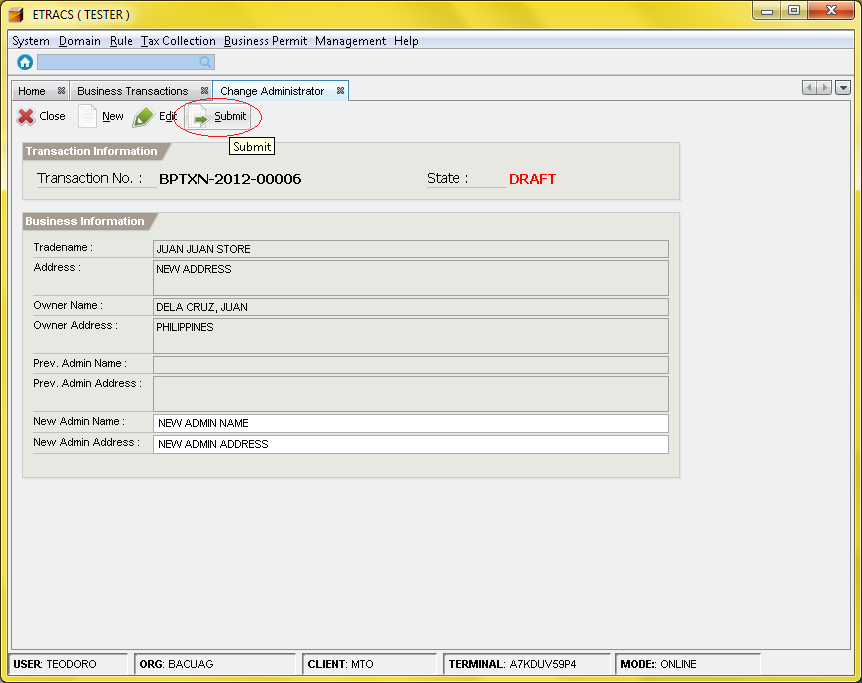 ETRACS ( TESTER )
System Domain Rule Tax Collection Business Permit Management Help
Home Business Transactions Change Administrator
Close New Edit Submit
Submit
Transaction Information
Transaction No. : BPTXN-2012-00006 State : DRAFT
Business Information
Tradename : JUAN JUAN STORE
Address : NEW ADDRESS
Owner Name : DELA CRUZ, JUAN
Owner Address : PHILIPPINES
Prev. Admin Name :
Prev. Admin Address :
New Admin Name : NEW ADMIN NAME
New Admin Address : NEW ADMIN ADDRESS
USER: TEODORO ORG: BACUAG CLIENT: MTO TERMINAL: A7KDUV59P4 MODE:: ONLINE